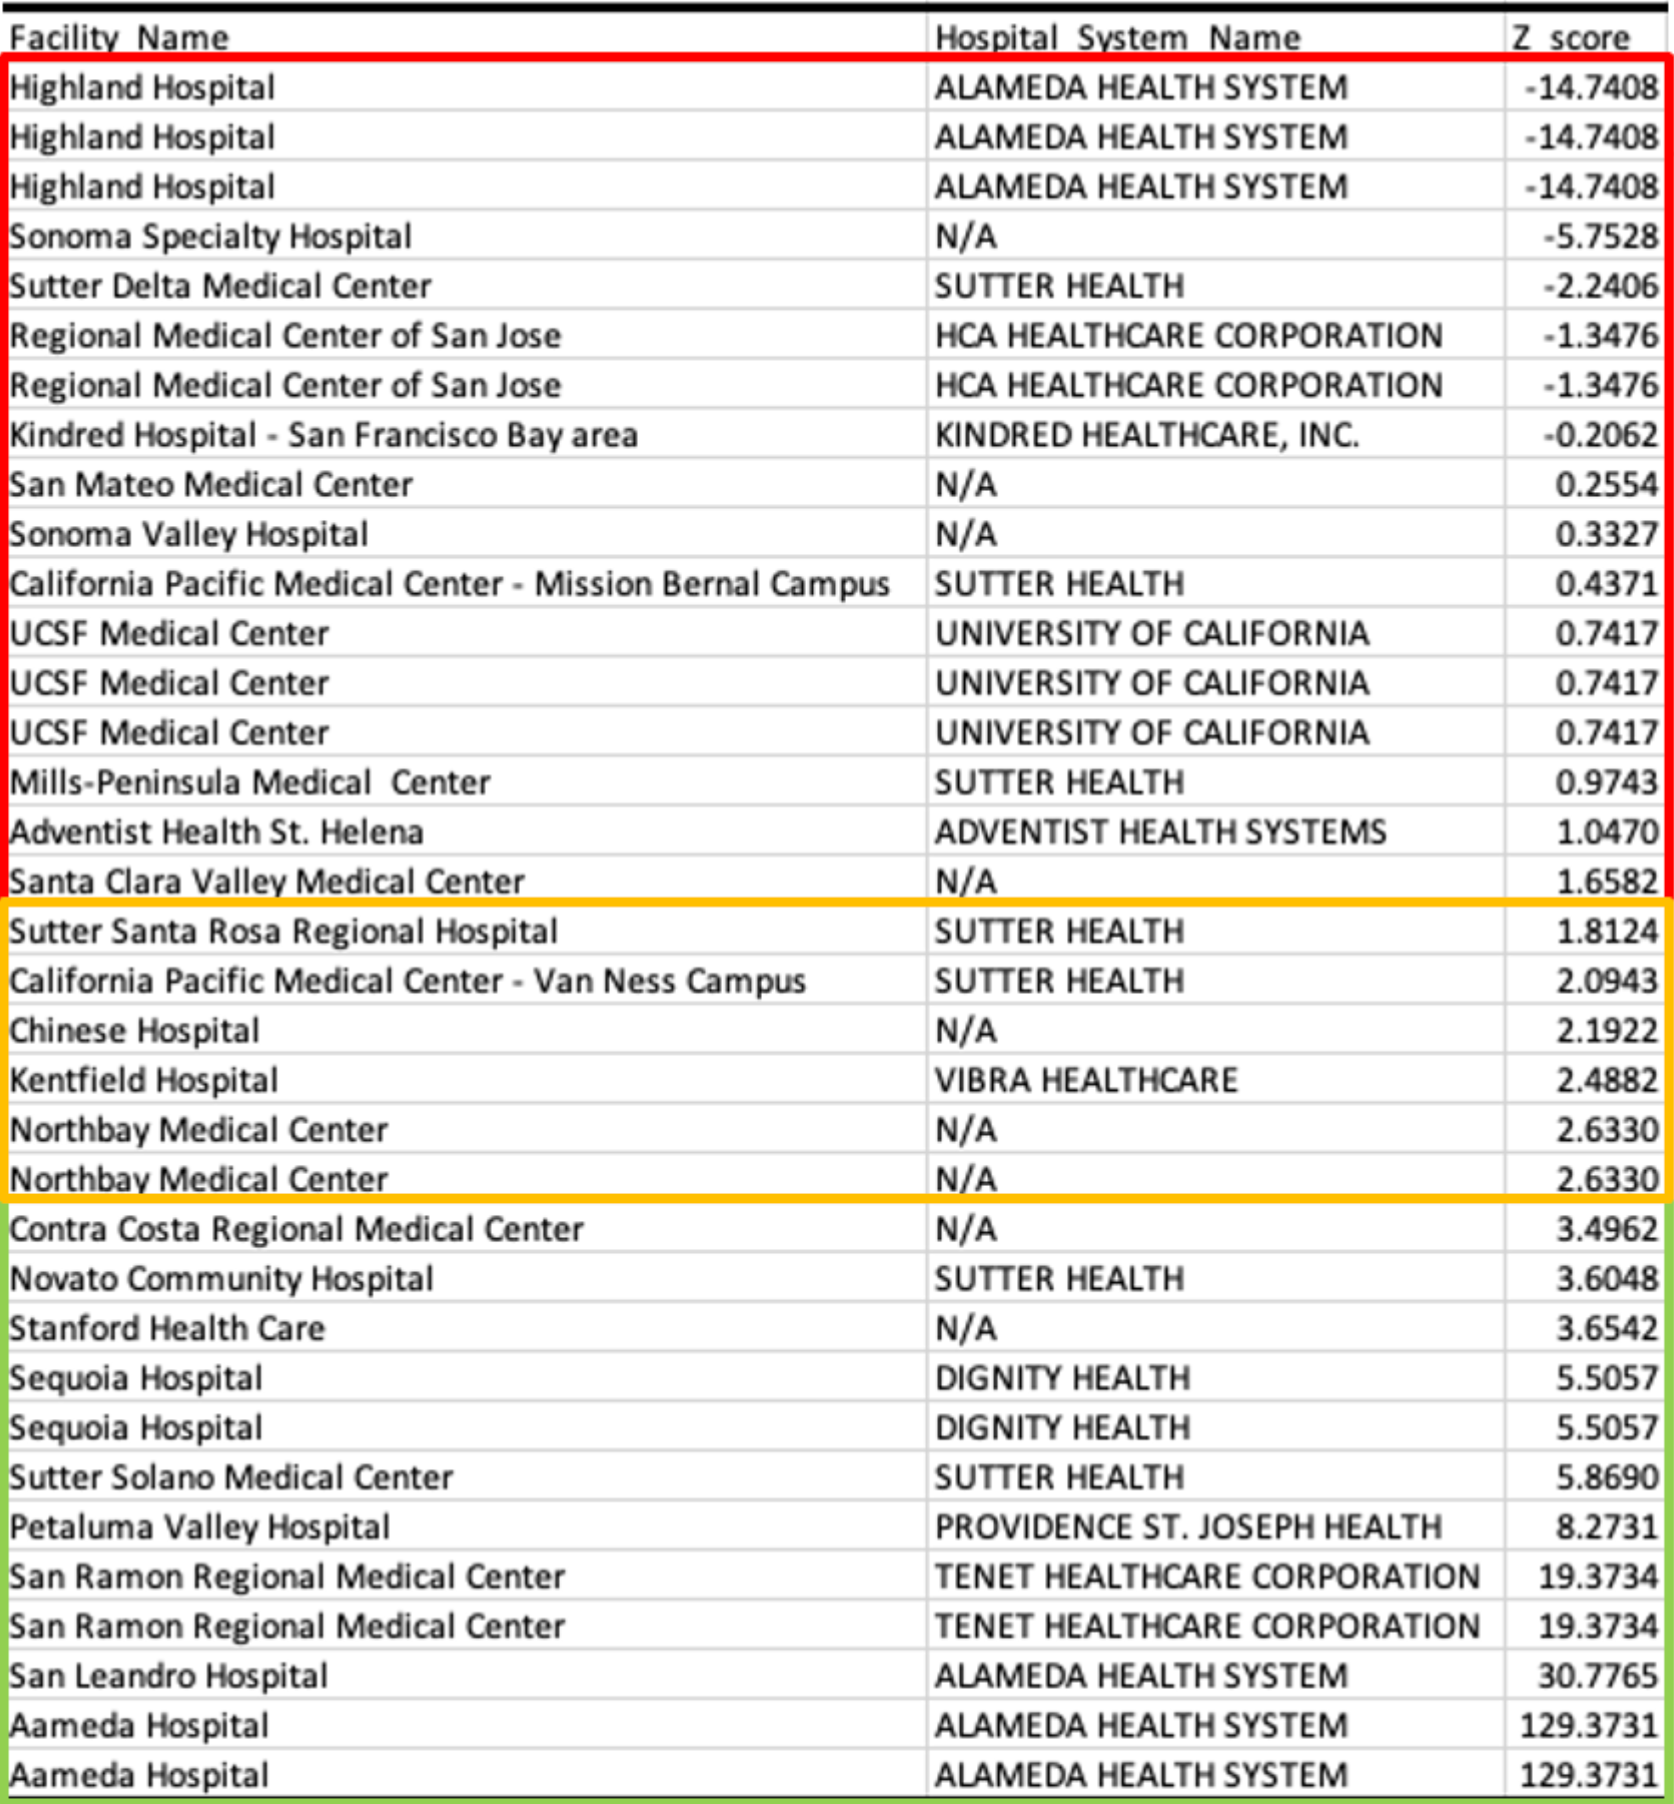 Facility Name Hospital System Name Z score
Highland Hospital ALAMEDA HEALTH SYSTEM -14.7408
Highland Hospital ALAMEDA HEALTH SYSTEM -14.7408
Highland Hospital ALAMEDA HEALTH SYSTEM -14.7408
Sonoma Specialty Hospital N/A -5.7528
Sutter Delta Medical Center SUTTER HEALTH -2.2406
Regional Medical Center of San Jose HCA HEALTHCARE CORPORATION -1.3476
Regional Medical Center of San Jose HCA HEALTHCARE CORPORATION -1.3476
Kindred Hospital - San Francisco Bay area KINDRED HEALTHCARE, INC. -0.2062
San Mateo Medical Center N/A 0.2554
Sonoma Valley Hospital N/A 0.3327
California Pacific Medical Center - Mission Bernal Campus SUTTER HEALTH 0.4371
UCSF Medical Center UNIVERSITY OF CALIFORNIA 0.7417
UCSF Medical Center UNIVERSITY OF CALIFORNIA 0.7417
UCSF Medical Center UNIVERSITY OF CALIFORNIA 0.7417
Mills-Peninsula Medical Center SUTTER HEALTH 0.9743
Adventist Health St. Helena ADVENTIST HEALTH SYSTEMS 1.0470
Santa Clara Valley Medical Center N/A 1.6582
Sutter Santa Rosa Regional Hospital SUTTER HEALTH 1.8124
California Pacific Medical Center - Van Ness Campus SUTTER HEALTH 2.0943
Chinese Hospital N/A 2.1922
Kentfield Hospital VIBRA HEALTHCARE 2.4882
Northbay Medical Center N/A 2.6330
Northbay Medical Center N/A 2.6330
Contra Costa Regional Medical Center N/A 3.4962
Novato Community Hospital SUTTER HEALTH 3.6048
Stanford Health Care N/A 3.6542
Sequoia Hospital DIGNITY HEALTH 5.5057
Sequoia Hospital DIGNITY HEALTH 5.5057
Sutter Solano Medical Center SUTTER HEALTH 5.8690
Petaluma Valley Hospital PROVIDENCE ST. JOSEPH HEALTH 8.2731
San Ramon Regional Medical Center TENET HEALTHCARE CORPORATION 19.3734
San Ramon Regional Medical Center TENET HEALTHCARE CORPORATION 19.3734
San Leandro Hospital ALAMEDA HEALTH SYSTEM 30.7765
Aameda Hospital ALAMEDA HEALTH SYSTEM 129.3731
Aameda Hospital ALAMEDA HEALTH SYSTEM 129.3731